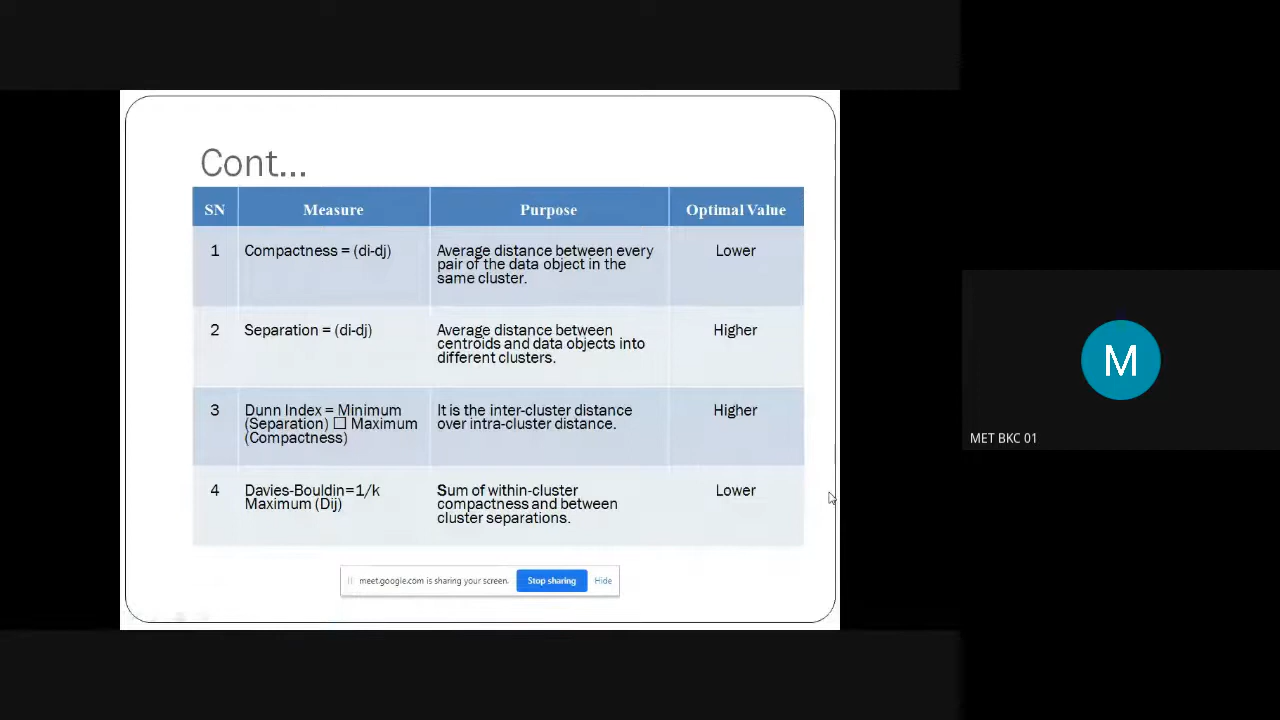 Cont...
SN Measure Purpose Optimal Value
1 Compactness = (di-dj) Average distance between every Lower
pair of the data object in the
same cluster.
2 Separation = (di-dj) Average distance between Higher
centroids and data objects into
different clusters.
3 Dunn Index = Minimum It is the inter-cluster distance Higher
(Separation) □ Maximum over intra-cluster distance.
(Compactness)
4 Davies-Bouldin=1/k Sum of within-cluster Lower
Maximum (Dij) compactness and between
cluster separations.
meet.google.com is sharing your screen. Stop sharing Hide
M
MET BKC 01